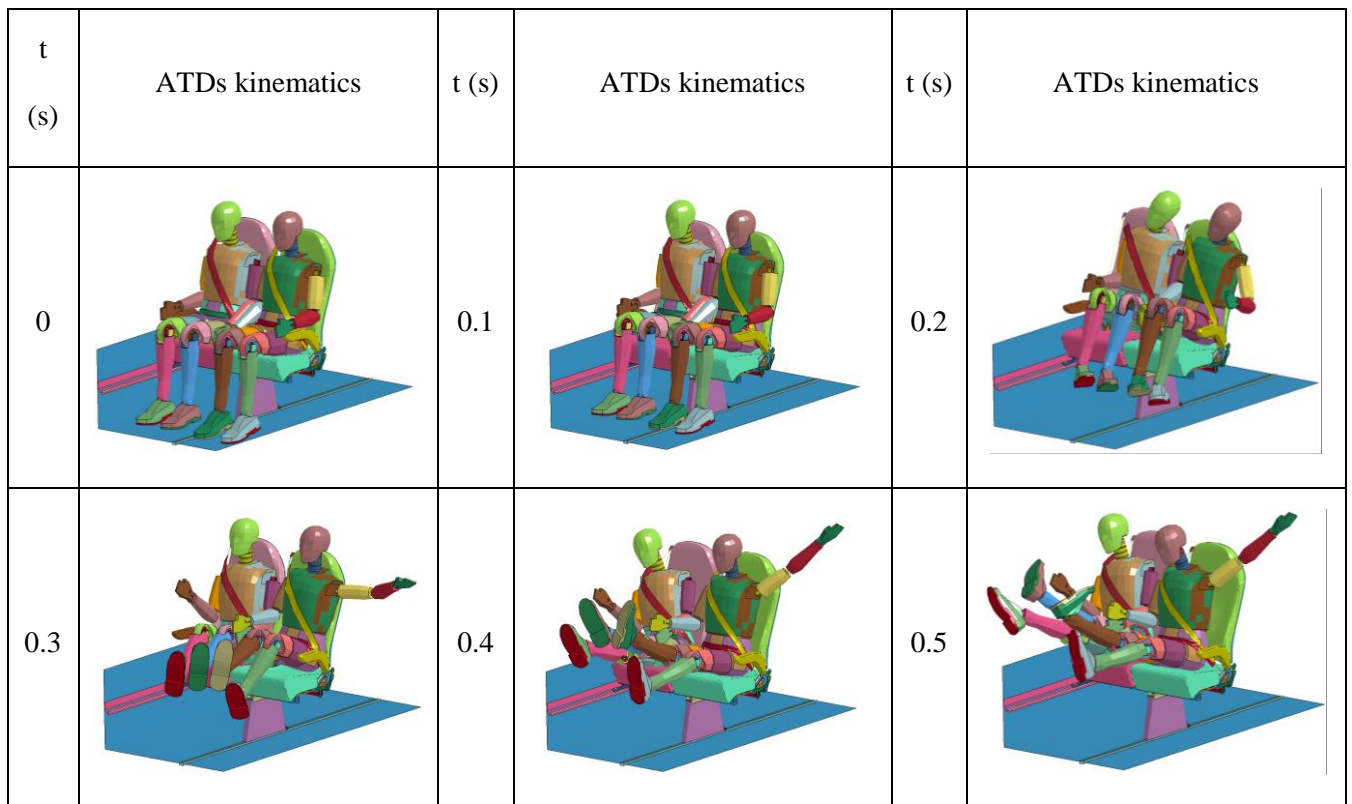 t
(s)
ATDs kinematics
t (s)
ATDs kinematics
t (s)
ATDs kinematics
0
0.1
0.2
0.3
0.4
0.5